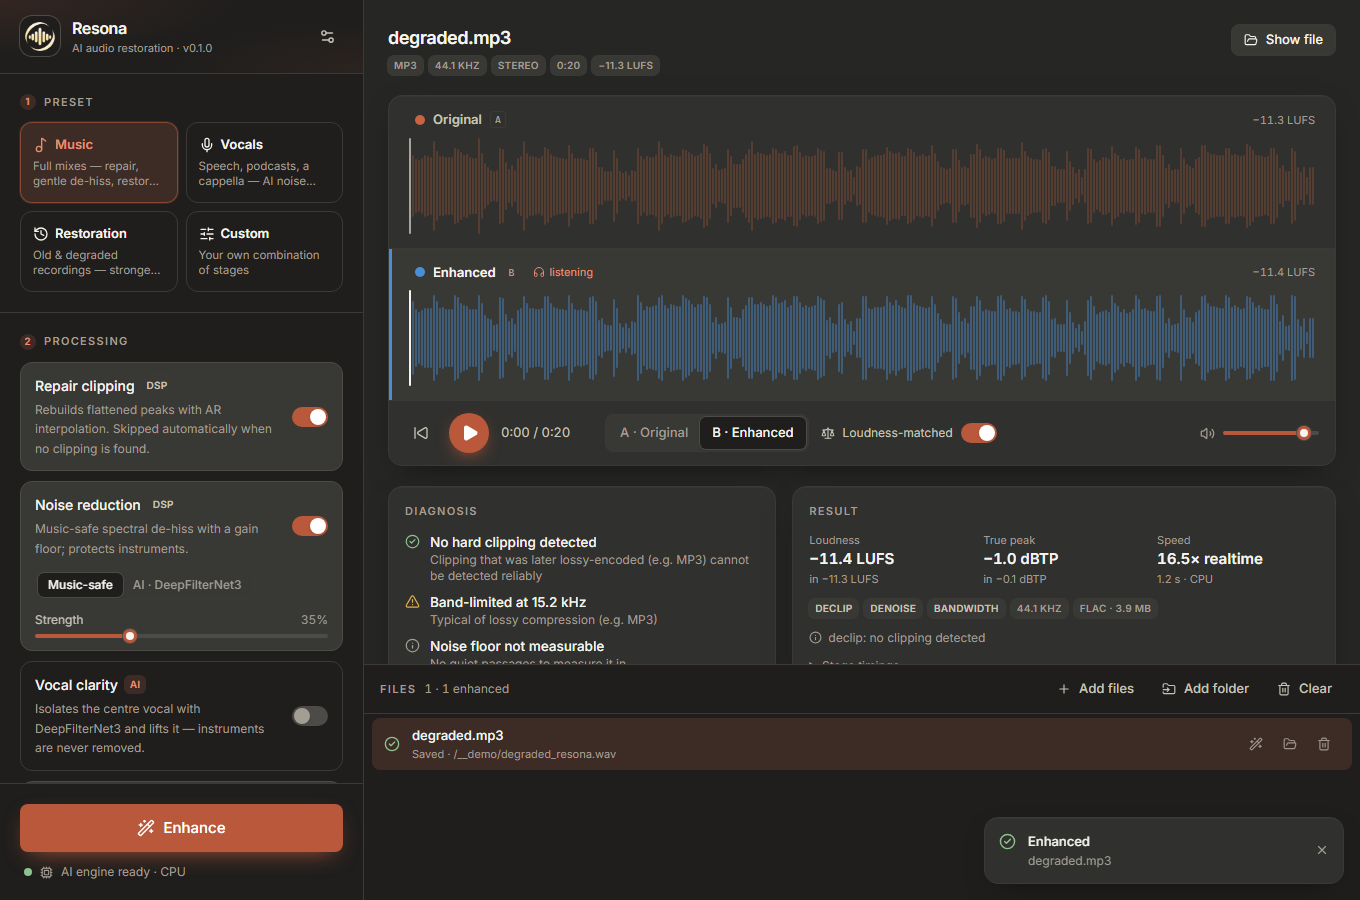 Resona
AI audio restoration · v0.1.0
1 PRESET
Music
Full mixes — repair,
gentle de-hiss, restor...
Vocals
Speech, podcasts, a
cappella — AI noise...
Restoration
Old & degraded
recordings — stronge...
Custom
Your own combination
of stages
2 PROCESSING
Repair clipping DSP
Rebuilds flattened peaks with AR
interpolation. Skipped automatically when
no clipping is found.
Noise reduction DSP
Music-safe spectral de-hiss with a gain
floor; protects instruments.
Music-safe AI · DeepFilterNet3
Strength 35%
Vocal clarity AI
Isolates the centre vocal with
DeepFilterNet3 and lifts it — instruments
are never removed.
Enhance
AI engine ready · CPU
degraded.mp3
MP3 44.1 KHZ STEREO 0:20 −11.3 LUFS
Show file
Original A −11.3 LUFS
Enhanced B listening −11.4 LUFS
0:00 / 0:20 A · Original B · Enhanced Loudness-matched
DIAGNOSIS
No hard clipping detected
Clipping that was later lossy-encoded (e.g. MP3) cannot
be detected reliably
Band-limited at 15.2 kHz
Typical of lossy compression (e.g. MP3)
Noise floor not measurable
No quiet passages to measure it in
RESULT
Loudness True peak Speed
−11.4 LUFS −1.0 dBTP 16.5× realtime
in −11.3 LUFS in −0.1 dBTP 1.2 s · CPU
DECLIP DENOISE BANDWIDTH 44.1 KHZ FLAC · 3.9 MB
declip: no clipping detected
Stage timings
FILES 1 · 1 enhanced Add files Add folder Clear
degraded.mp3
Saved · /__demo/degraded_resona.wav
Enhanced
degraded.mp3